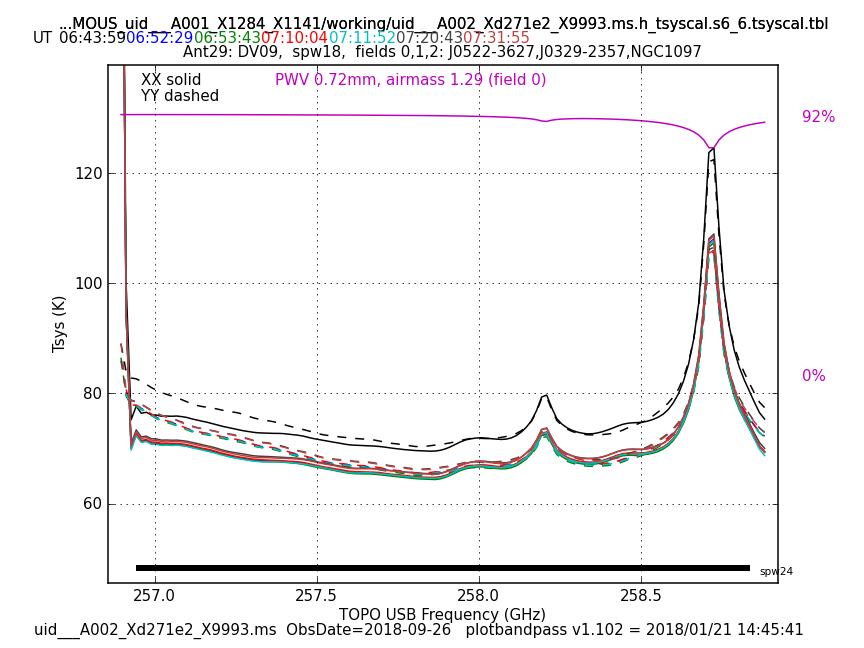 ...MOUS_uid___A001_X1284_X1141/working/uid___A002_Xd271e2_X9993.ms.h_tsyscal.s6_6.tsyscal.tbl
UT 06:43:59 06:52:29 06:53:43 07:10:04 07:11:52 07:20:43 07:31:55
Ant29: DV09, spw18, fields 0,1,2: J0522-3627,J0329-2357,NGC1097
XX solid PWV 0.72mm, airmass 1.29 (field 0)
YY dashed
92%
120
100
0%
80
60
Tsys (K)
spw24
257.0 257.5 258.0 258.5
TOPO USB Frequency (GHz)
uid___A002_Xd271e2_X9993.ms ObsDate=2018-09-26 plotbandpass v1.102 = 2018/01/21 14:45:41